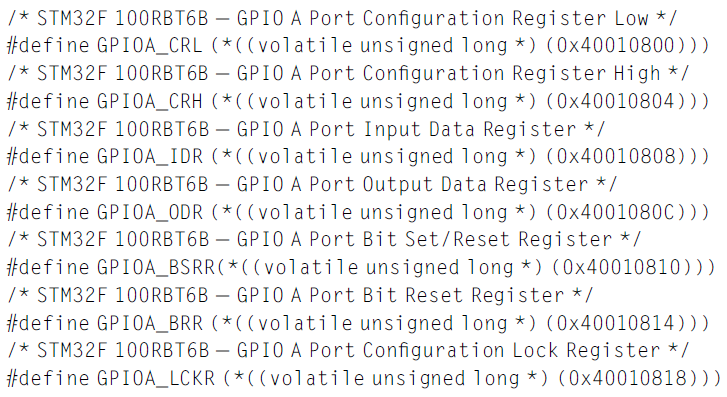 /* STM32F 100RBT6B – GPIO A Port Configuration Register Low */
#define GPIOA_CRL (*((volatile unsigned long *) (0x40010800)))
/* STM32F 100RBT6B – GPIO A Port Configuration Register High */
#define GPIOA_CRH (*((volatile unsigned long *) (0x40010804)))
/* STM32F 100RBT6B – GPIO A Port Input Data Register */
#define GPIOA_IDR (*((volatile unsigned long *) (0x40010808)))
/* STM32F 100RBT6B – GPIO A Port Output Data Register */
#define GPIOA_ODR (*((volatile unsigned long *) (0x4001080C)))
/* STM32F 100RBT6B – GPIO A Port Bit Set/Reset Register */
#define GPIOA_BSRR(*((volatile unsigned long *) (0x40010810)))
/* STM32F 100RBT6B – GPIO A Port Bit Reset Register */
#define GPIOA_BRR (*((volatile unsigned long *) (0x40010814)))
/* STM32F 100RBT6B – GPIO A Port Configuration Lock Register */
#define GPIOA_LCKR (*((volatile unsigned long *) (0x40010818)))